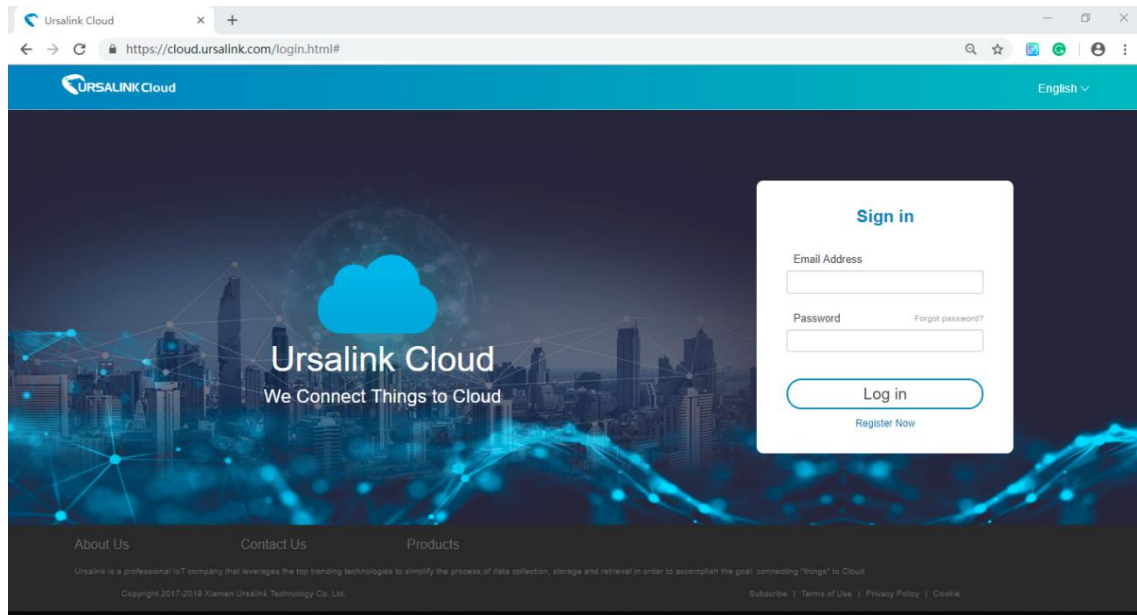 Ursalink Cloud
https://cloud.ursalink.com/login.html#
URSALINK Cloud
English
Sign in
Email Address
Password Forgot password?
Log in
Register Now
Ursalink Cloud
We Connect Things to Cloud
About Us Contact Us Products
Ursalink is a professional IoT company that leverages the top trending technologies to simplify the process of data collection, storage and retrieval in order to accomplish the goal: connecting "things" to Cloud
Copyright 2017-2019 Xiamen Ursalink Technology Co.,Ltd. Subscribe | Terms of Use | Privacy Policy | Cookie